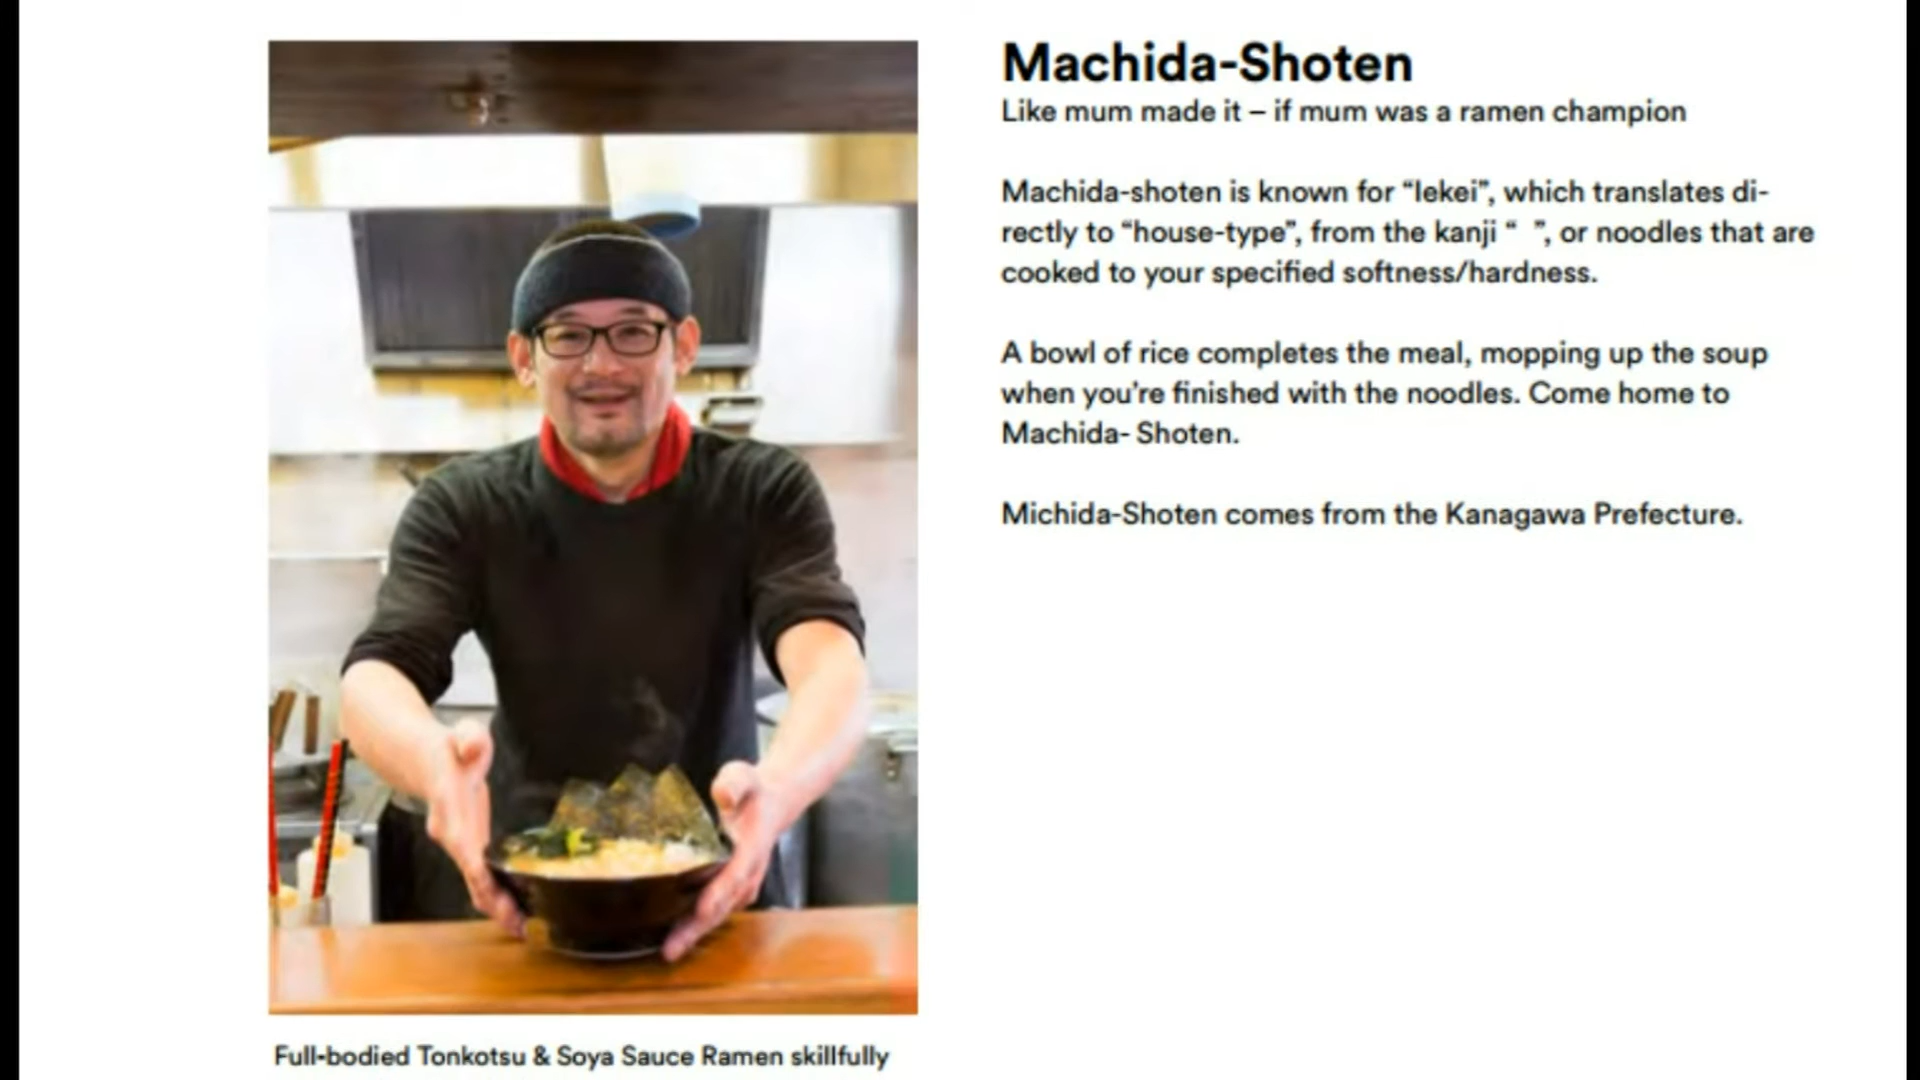 Machida-Shoten
Like mum made it – if mum was a ramen champion
Machida-shoten is known for “Iekei”, which translates di-
rectly to “house-type”, from the kanji “ ”, or noodles that are
cooked to your specified softness/hardness.
A bowl of rice completes the meal, mopping up the soup
when you’re finished with the noodles. Come home to
Machida- Shoten.
Michida-Shoten comes from the Kanagawa Prefecture.
Full-bodied Tonkotsu & Soya Sauce Ramen skillfully